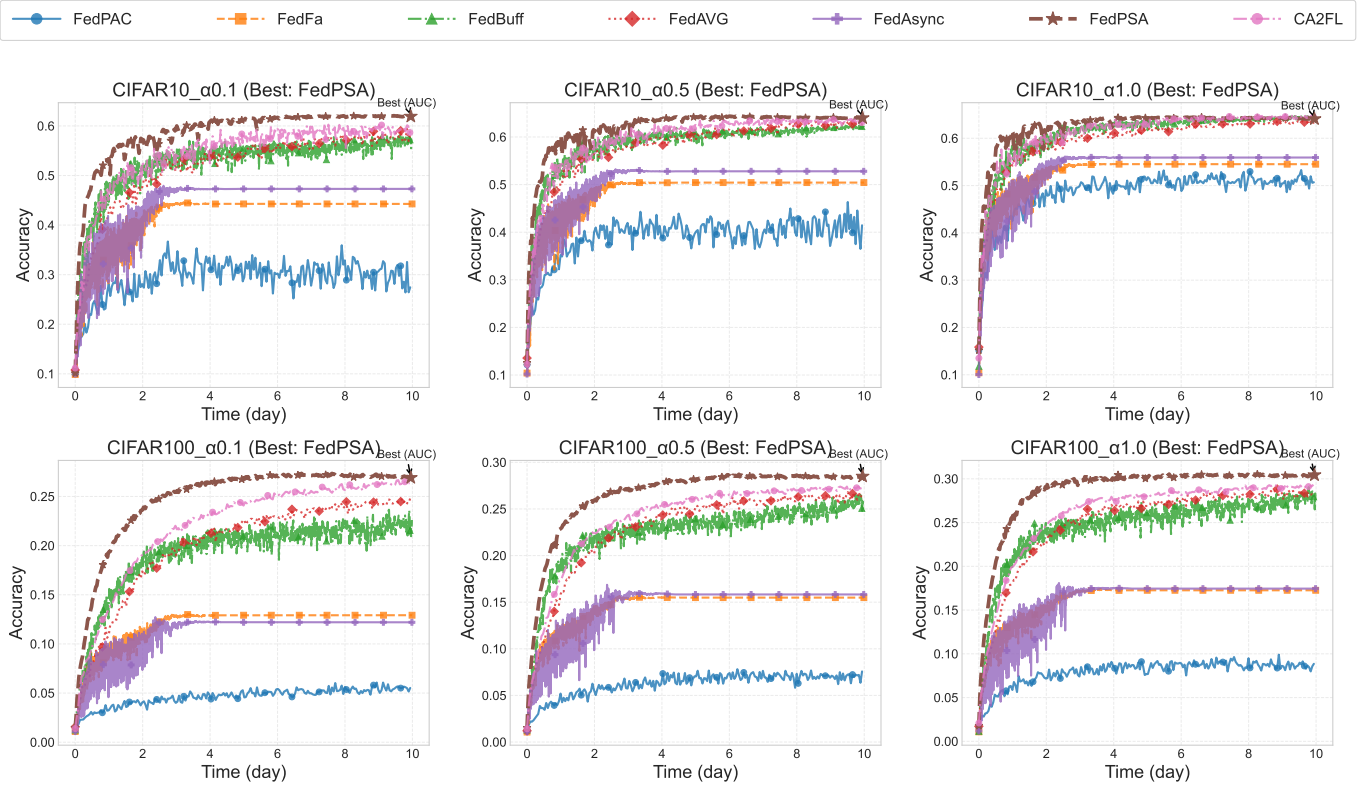 FedPAC FedFa FedBuff FedAVG FedAsync FedPSA CA2FL
CIFAR10_α0.1 (Best: FedPSA)
Best (AUC)
Accuracy
0.6
0.5
0.4
0.3
0.2
0.1
0 2 4 6 8 10
Time (day)
CIFAR10_α0.5 (Best: FedPSA)
Best (AUC)
Accuracy
0.6
0.5
0.4
0.3
0.2
0.1
0 2 4 6 8 10
Time (day)
CIFAR10_α1.0 (Best: FedPSA)
Best (AUC)
Accuracy
0.6
0.5
0.4
0.3
0.2
0.1
0 2 4 6 8 10
Time (day)
CIFAR100_α0.1 (Best: FedPSA)
Best (AUC)
Accuracy
0.25
0.20
0.15
0.10
0.05
0.00
0 2 4 6 8 10
Time (day)
CIFAR100_α0.5 (Best: FedPSA)
Best (AUC)
Accuracy
0.30
0.25
0.20
0.15
0.10
0.05
0.00
0 2 4 6 8 10
Time (day)
CIFAR100_α1.0 (Best: FedPSA)
Best (AUC)
Accuracy
0.30
0.25
0.20
0.15
0.10
0.05
0.00
0 2 4 6 8 10
Time (day)